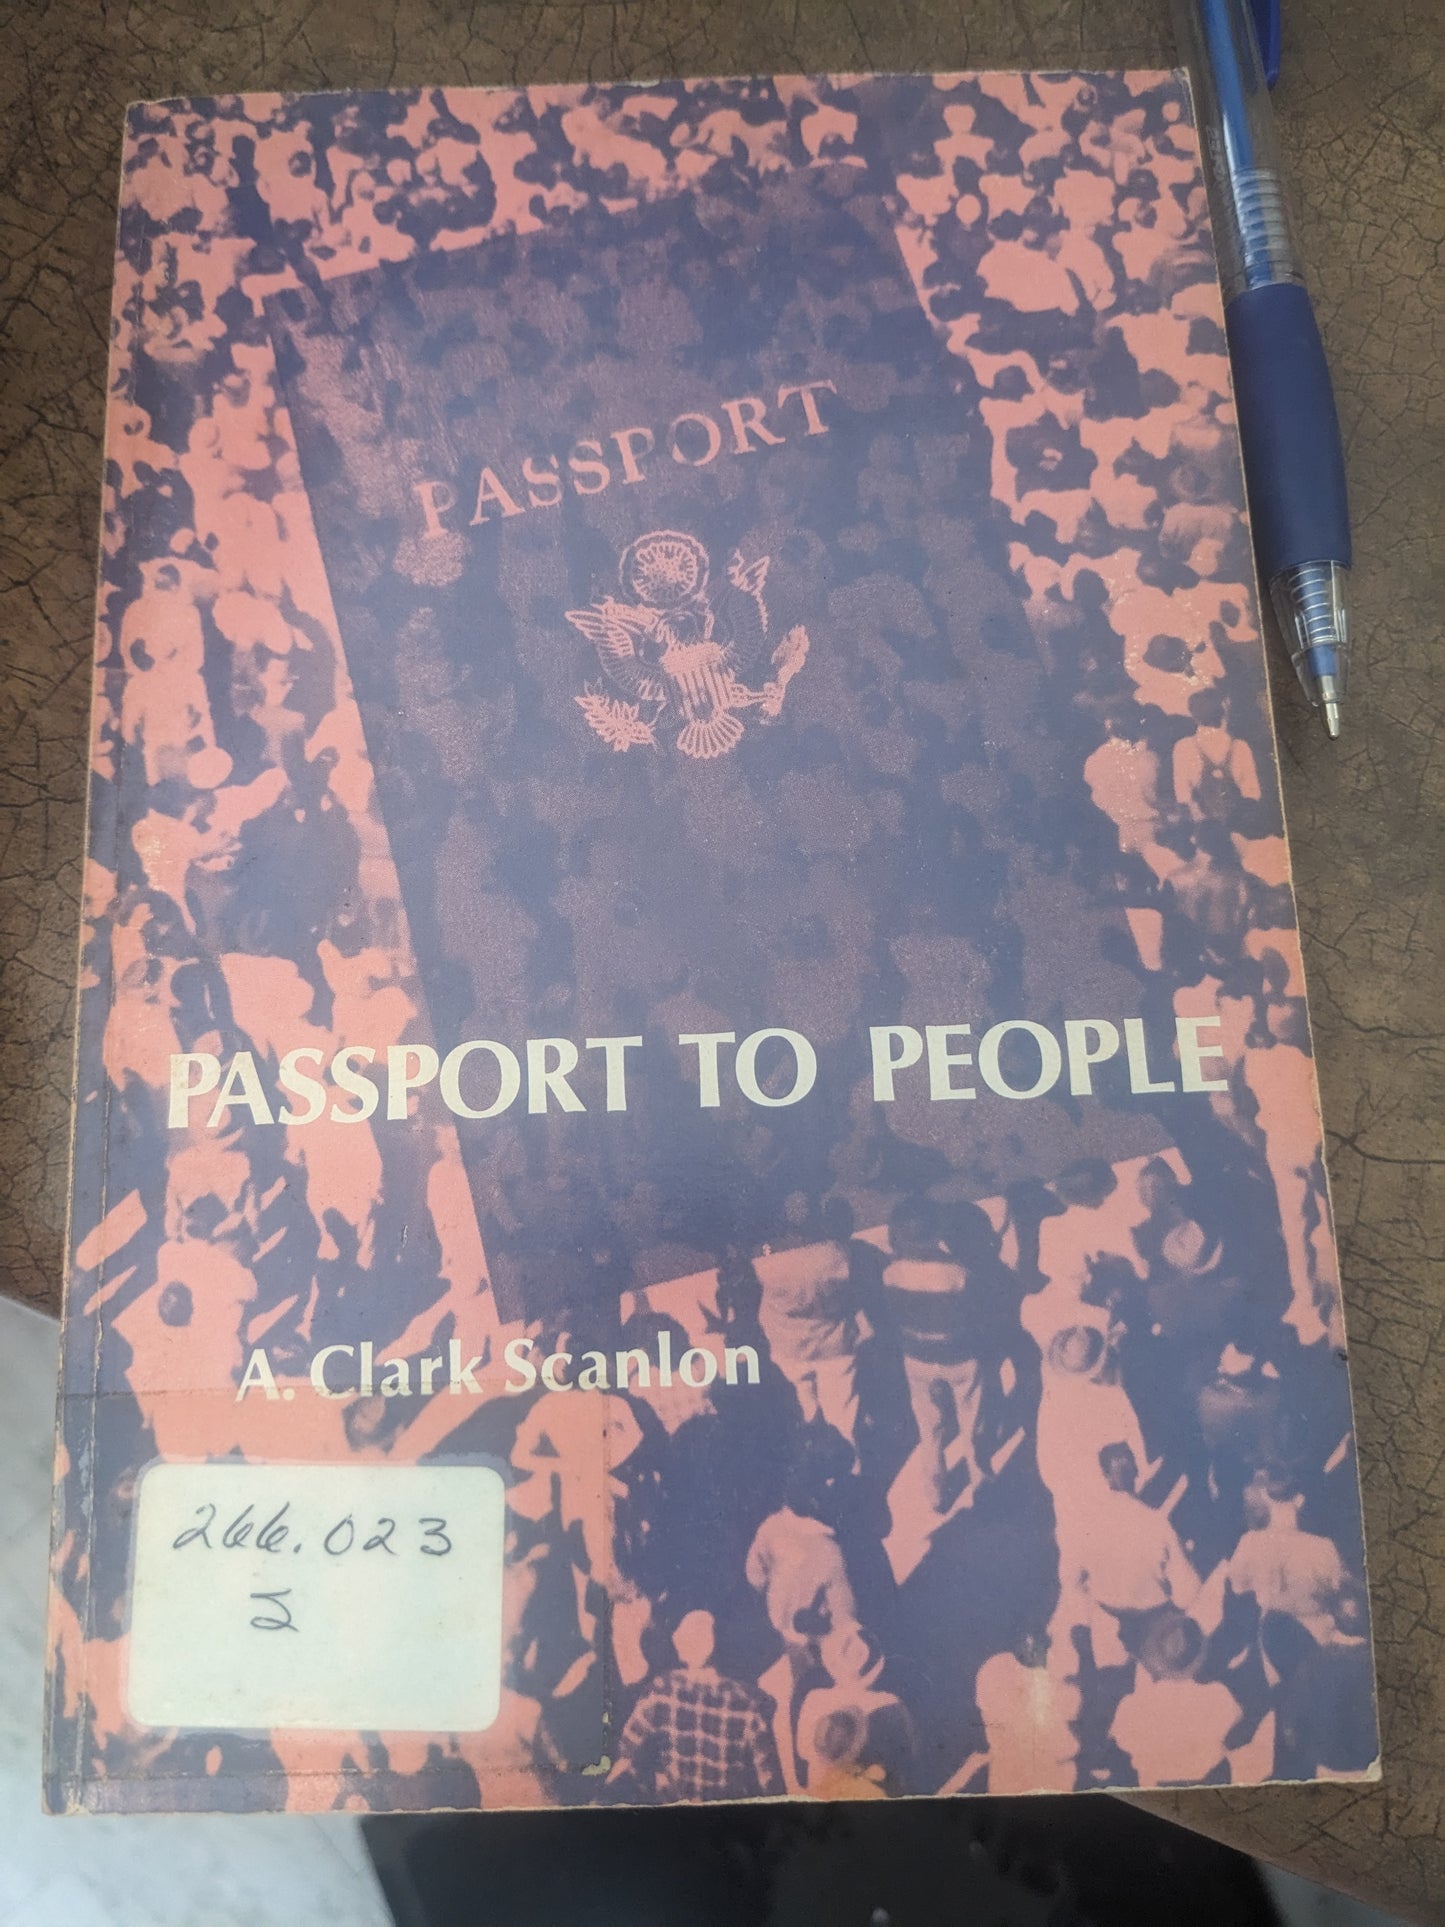 PASSPORT
PASSPORT TO PEOPLE
A. Clark Scanlon
266.023
S